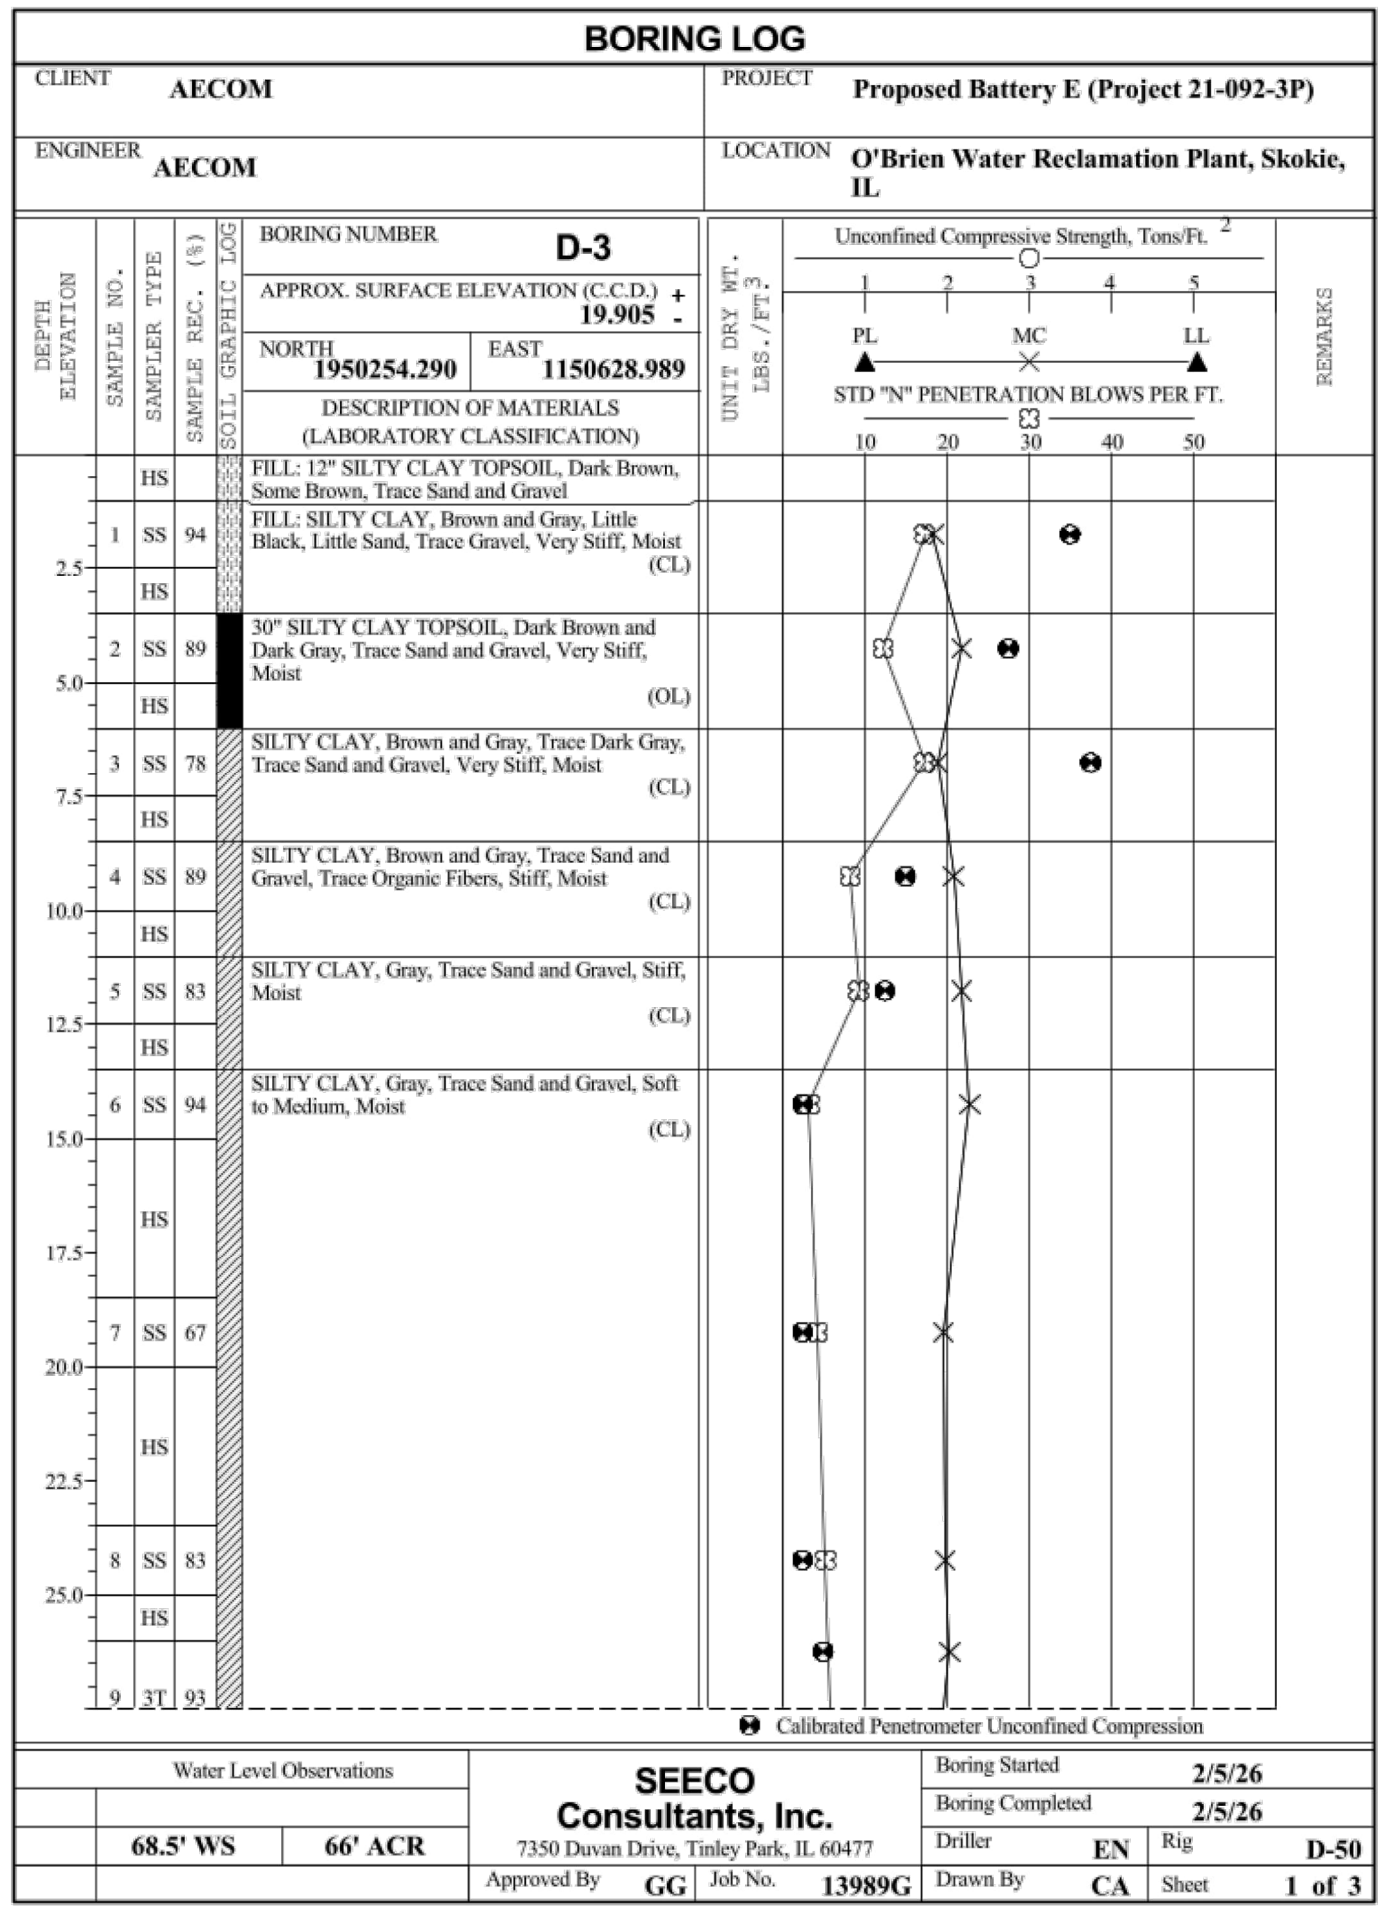 BORING LOG
CLIENT AECOM
PROJECT Proposed Battery E (Project 21-092-3P)
ENGINEER AECOM
LOCATION O'Brien Water Reclamation Plant, Skokie,
IL
DEPTH
ELEVATION
SAMPLE NO.
SAMPLER TYPE
SAMPLE REC. (%)
SOIL GRAPHIC LOG
BORING NUMBER D-3
APPROX. SURFACE ELEVATION (C.C.D.) +
19.905 -
NORTH 1950254.290
EAST 1150628.989
DESCRIPTION OF MATERIALS
(LABORATORY CLASSIFICATION)
UNIT DRY WT.
LBS./FT.3
Unconfined Compressive Strength, Tons/Ft. 2
1 2 3 4 5
PL MC LL
STD "N" PENETRATION BLOWS PER FT.
10 20 30 40 50
REMARKS
HS
FILL: 12" SILTY CLAY TOPSOIL, Dark Brown,
Some Brown, Trace Sand and Gravel
1 SS 94
FILL: SILTY CLAY, Brown and Gray, Little
Black, Little Sand, Trace Gravel, Very Stiff, Moist
(CL)
2.5
HS
30" SILTY CLAY TOPSOIL, Dark Brown and
2 SS 89
Dark Gray, Trace Sand and Gravel, Very Stiff,
Moist
(OL)
5.0
HS
SILTY CLAY, Brown and Gray, Trace Dark Gray,
3 SS 78
Trace Sand and Gravel, Very Stiff, Moist
(CL)
7.5
HS
SILTY CLAY, Brown and Gray, Trace Sand and
4 SS 89
Gravel, Trace Organic Fibers, Stiff, Moist
(CL)
10.0
HS
SILTY CLAY, Gray, Trace Sand and Gravel, Stiff,
5 SS 83
Moist
(CL)
12.5
HS
SILTY CLAY, Gray, Trace Sand and Gravel, Soft
6 SS 94
to Medium, Moist
(CL)
15.0
HS
17.5
7 SS 67
20.0
HS
22.5
8 SS 83
25.0
HS
9 3T 93
Calibrated Penetrometer Unconfined Compression
Water Level Observations
68.5' WS 66' ACR
SEECO
Consultants, Inc.
7350 Duvan Drive, Tinley Park, IL 60477
Approved By GG Job No. 13989G
Boring Started 2/5/26
Boring Completed 2/5/26
Driller EN Rig D-50
Drawn By CA Sheet 1 of 3